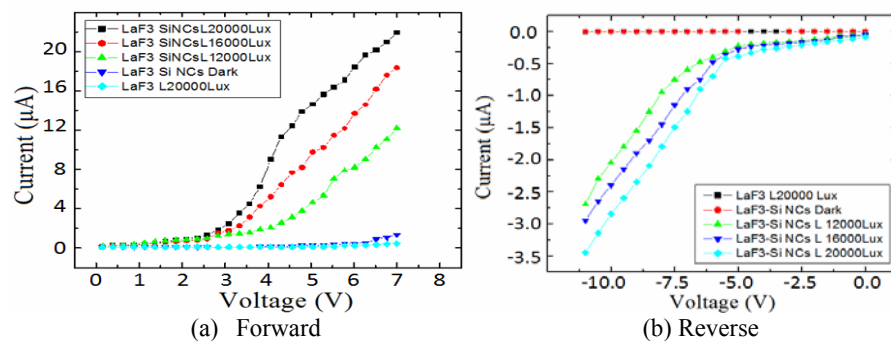 LaF3 SiNCsL20000Lux
LaF3 SiNCsL16000Lux
LaF3 SiNCsL12000Lux
LaF3 Si NCs Dark
LaF3 L20000Lux
Current (μA)
20
16
12
8
4
0
0 1 2 3 4 5 6 7 8
Voltage (V)
(a) Forward
0.0
-0.5
-1.0
-1.5
-2.0
-2.5
-3.0
-3.5
Current (μA)
LaF3 L20000 Lux
LaF3-Si NCs Dark
LaF3-Si NCs L 12000Lux
LaF3-Si NCs L 16000Lux
LaF3-Si NCs L 20000Lux
-10.0 -7.5 -5.0 -2.5 0.0
Voltage (V)
(b) Reverse